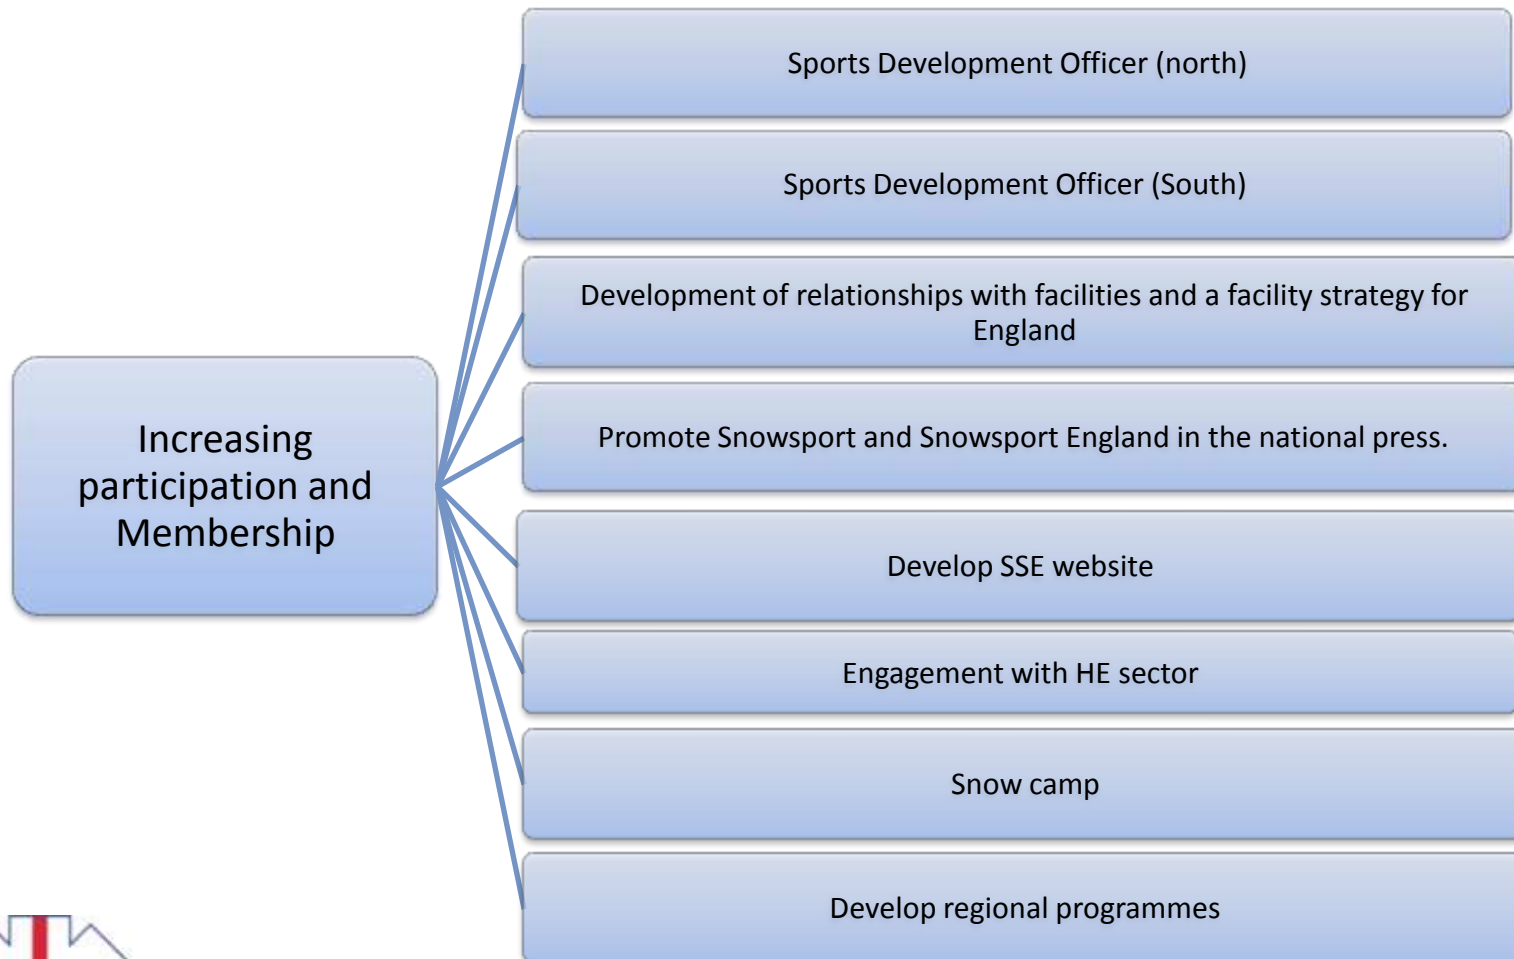 Sports Development Officer (north)
Sports Development Officer (South)
Development of relationships with facilities and a facility strategy for
England
Promote Snowsport and Snowsport England in the national press.
Increasing
participation and
Membership
Develop SSE website
Engagement with HE sector
Snow camp
Develop regional programmes